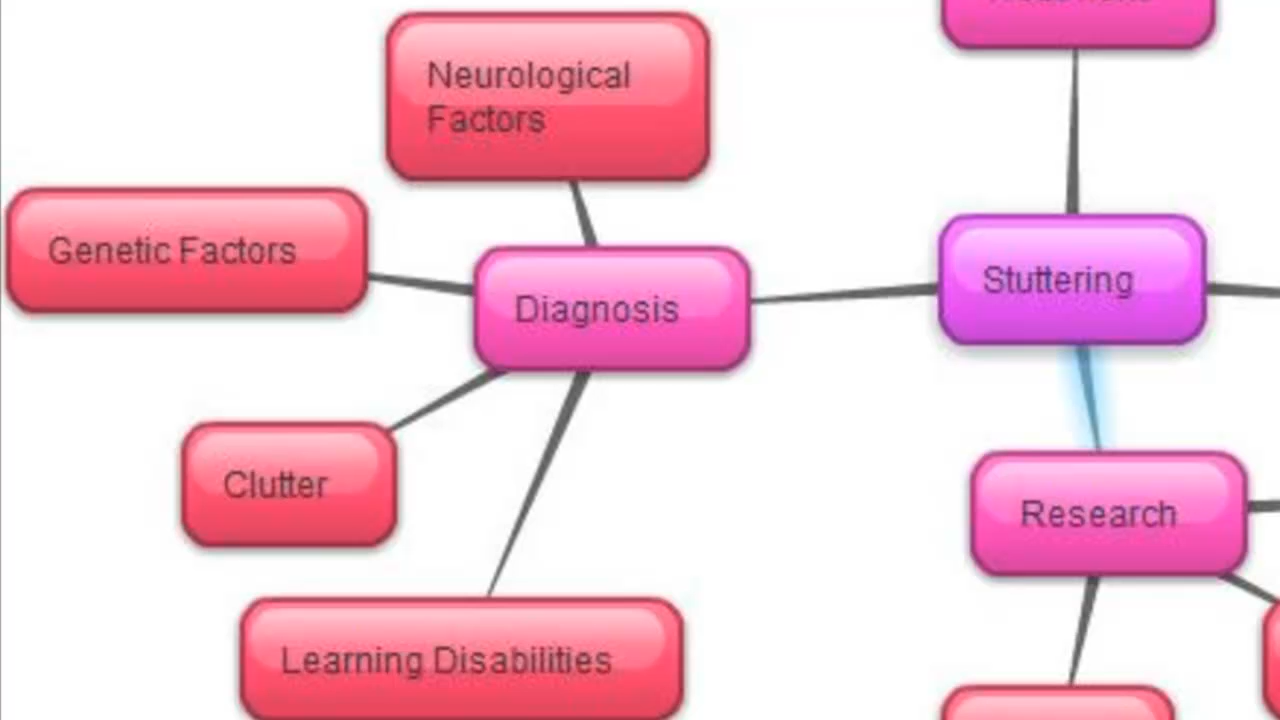 Neurological
Factors
Genetic Factors
Diagnosis
Stuttering
Clutter
Research
Learning Disabilities